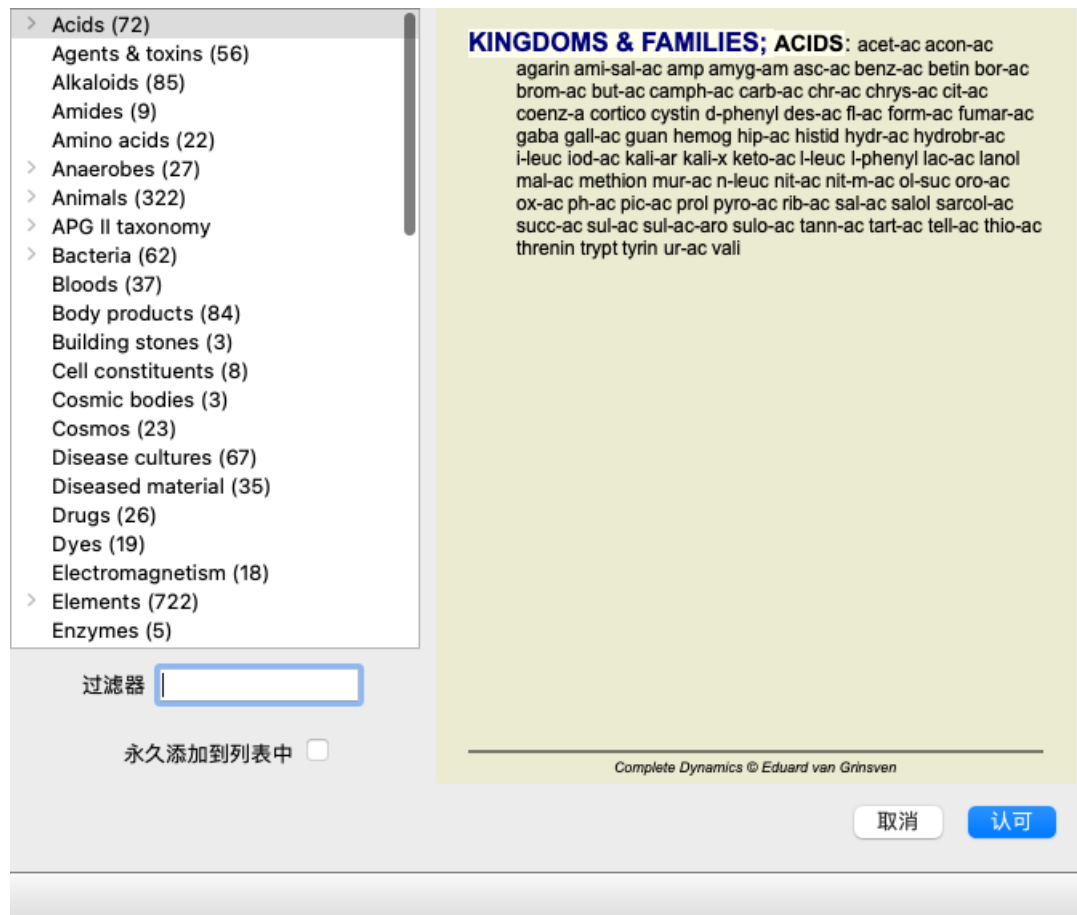 Acids (72)
Agents & toxins (56)
Alkaloids (85)
Amides (9)
Amino acids (22)
Anaerobes (27)
Animals (322)
APG II taxonomy
Bacteria (62)
Bloods (37)
Body products (84)
Building stones (3)
Cell constituents (8)
Cosmic bodies (3)
Cosmos (23)
Disease cultures (67)
Diseased material (35)
Drugs (26)
Dyes (19)
Electromagnetism (18)
Elements (722)
Enzymes (5)
过滤器
永久添加到列表中
KINGDOMS & FAMILIES; ACIDS: acet-ac acon-ac
agarin ami-sal-ac amp amyg-am asc-ac benz-ac betin bor-ac
brom-ac but-ac camph-ac carb-ac chr-ac chrys-ac cit-ac
coenz-a cortico cystin d-phenyl des-ac fl-ac form-ac fumar-ac
gaba gall-ac guan hemog hip-ac histid hydr-ac hydrobr-ac
i-leuc iod-ac kali-ar kali-x keto-ac l-leuc l-phenyl lac-ac lanol
mal-ac methion mur-ac n-leuc nit-ac nit-m-ac ol-suc oro-ac
ox-ac ph-ac pic-ac prol pyro-ac rib-ac sal-ac salol sarcol-ac
succ-ac sul-ac sul-ac-aro sulo-ac tann-ac tart-ac tell-ac thio-ac
threnin trypt tyrin ur-ac vali
Complete Dynamics © Eduard van Grinsven
取消
认可